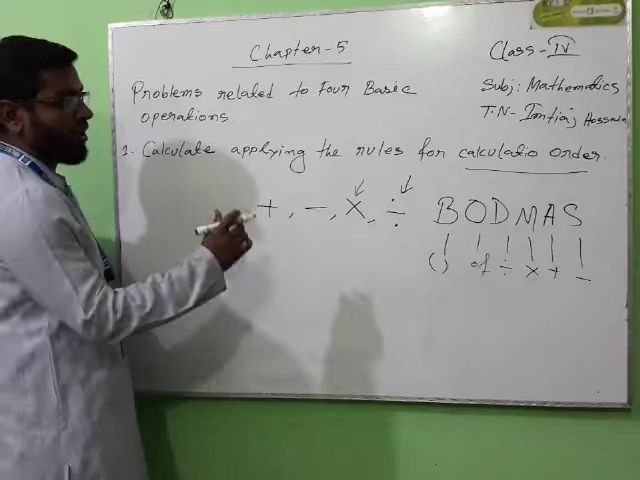 Chapter-5
Class-IV
Subj: Mathematics
T.N- Imtiaj Hossain
Problems related to Four Basic
operations.
1. Calculate applying the rules for calculatio order.
+, -, ×, ÷ BODMAS
() of ÷ × + -